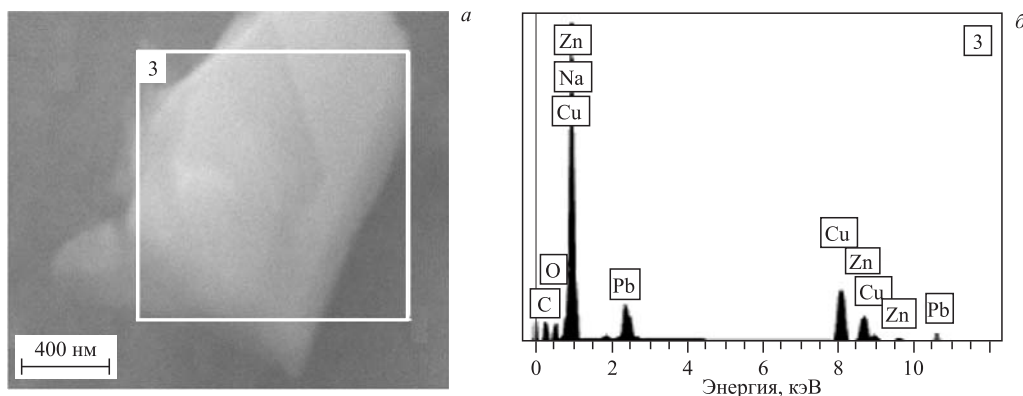 а
3
400 нм
б
3
Zn
Na
Cu
O
C
Pb
Cu
Zn
Cu
Zn
Pb
0 2 4 6 8 10
Энергия, кэВ